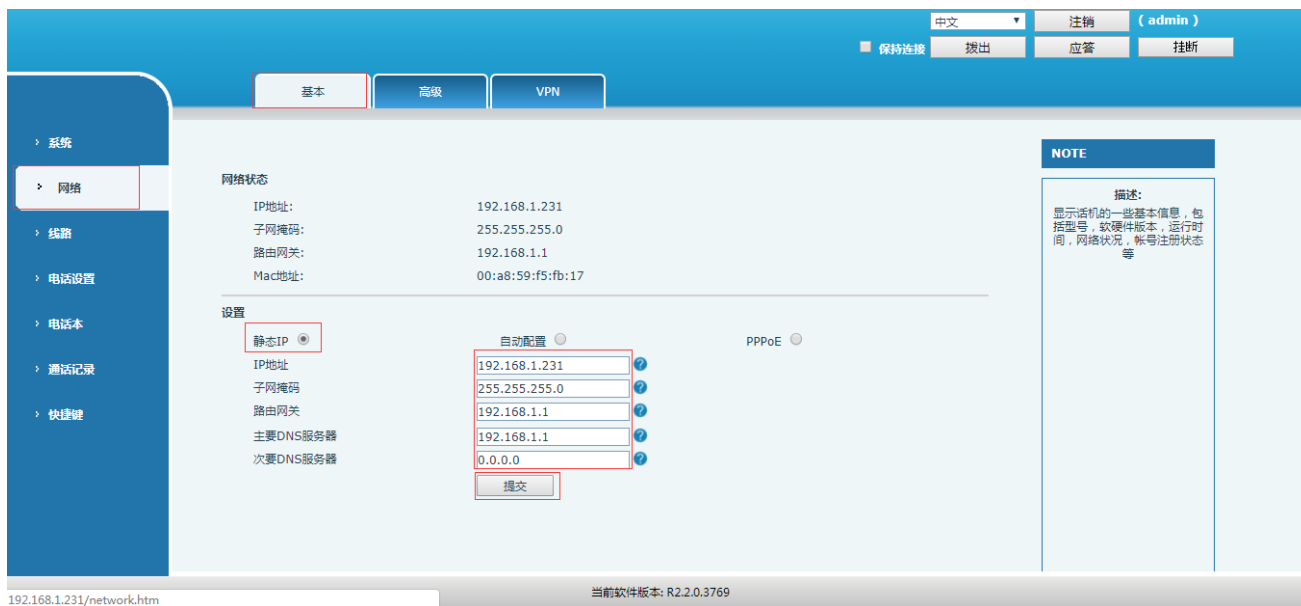 中文 注销 ( admin )
保持连接 拨出 应答 挂断
基本 高级 VPN
系统
网络
线路
电话设置
电话本
通话记录
快捷键
网络状态
IP地址: 192.168.1.231
子网掩码: 255.255.255.0
路由网关: 192.168.1.1
Mac地址: 00:a8:59:f5:fb:17
设置
静态IP 自动配置 PPPoE
IP地址 192.168.1.231
子网掩码 255.255.255.0
路由网关 192.168.1.1
主要DNS服务器 192.168.1.1
次要DNS服务器 0.0.0.0
提交
NOTE
描述:
显示话机的一些基本信息，包
括型号，软硬件版本，运行时
间，网络状况，帐号注册状态
等
当前软件版本: R2.2.0.3769
192.168.1.231/network.htm